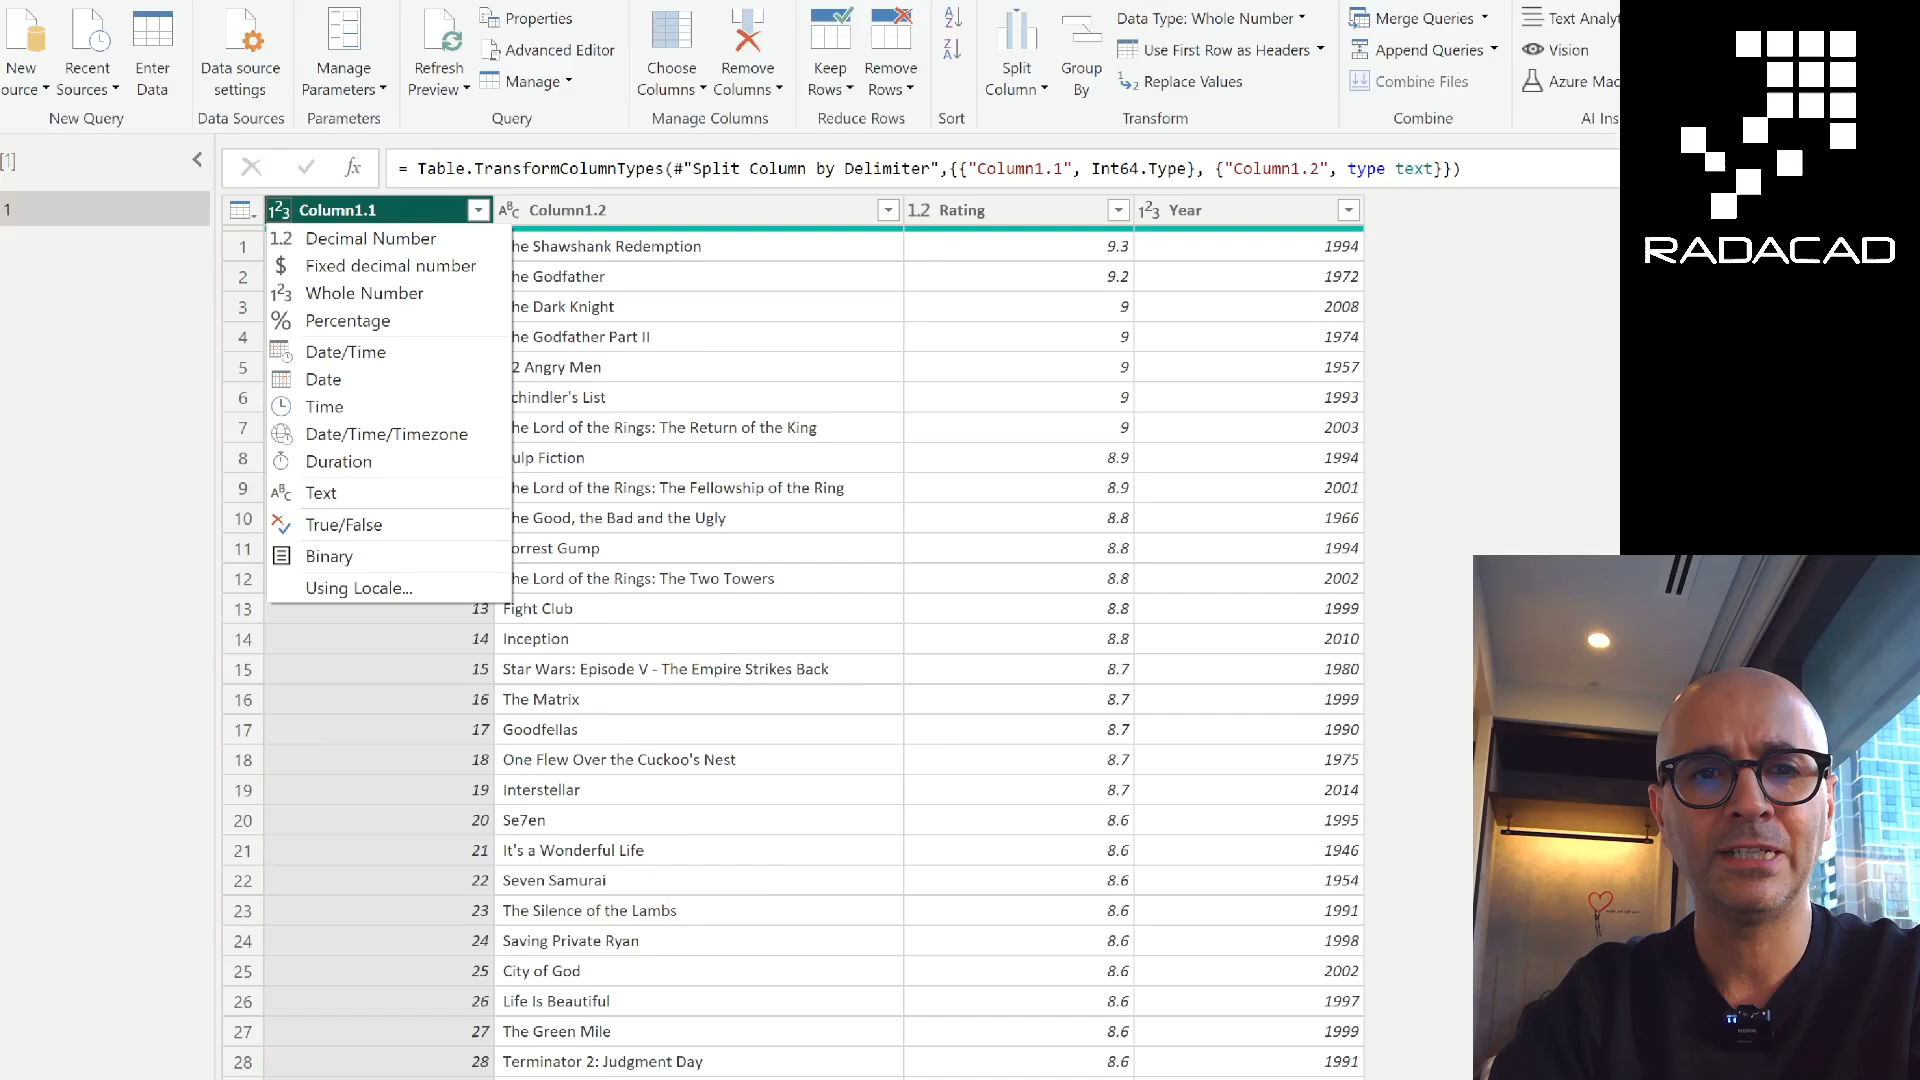 Properties
Advanced Editor
Manage
New
ource
Recent
Sources
Enter
Data
Data source
settings
Manage
Parameters
Refresh
Preview
Choose
Columns
Remove
Columns
Keep
Rows
Remove
Rows
Split
Column
Group
By
Data Type: Whole Number
Use First Row as Headers
Replace Values
Merge Queries
Append Queries
Combine Files
Text Analyt
Vision
Azure Mac
New Query
Data Sources
Parameters
Query
Manage Columns
Reduce Rows
Sort
Transform
Combine
AI Ins
RADACAD
[1]
1
fx
= Table.TransformColumnTypes(#"Split Column by Delimiter",{{"Column1.1", Int64.Type}, {"Column1.2", type text}})
123 Column1.1
ABC Column1.2
1.2 Rating
123 Year
1.2 Decimal Number
$ Fixed decimal number
123 Whole Number
% Percentage
Date/Time
Date
Time
Date/Time/Timezone
Duration
ABC Text
True/False
Binary
Using Locale...
1 he Shawshank Redemption 9.3 1994
2 he Godfather 9.2 1972
3 he Dark Knight 9 2008
4 he Godfather Part II 9 1974
5 2 Angry Men 9 1957
6 chindler's List 9 1993
7 he Lord of the Rings: The Return of the King 9 2003
8 ulp Fiction 8.9 1994
9 he Lord of the Rings: The Fellowship of the Ring 8.9 2001
10 he Good, the Bad and the Ugly 8.8 1966
11 orrest Gump 8.8 1994
12 he Lord of the Rings: The Two Towers 8.8 2002
13 13 Fight Club 8.8 1999
14 14 Inception 8.8 2010
15 15 Star Wars: Episode V - The Empire Strikes Back 8.7 1980
16 16 The Matrix 8.7 1999
17 17 Goodfellas 8.7 1990
18 18 One Flew Over the Cuckoo's Nest 8.7 1975
19 19 Interstellar 8.7 2014
20 20 Se7en 8.6 1995
21 21 It's a Wonderful Life 8.6 1946
22 22 Seven Samurai 8.6 1954
23 23 The Silence of the Lambs 8.6 1991
24 24 Saving Private Ryan 8.6 1998
25 25 City of God 8.6 2002
26 26 Life Is Beautiful 8.6 1997
27 27 The Green Mile 8.6 1999
28 28 Terminator 2: Judgment Day 8.6 1991